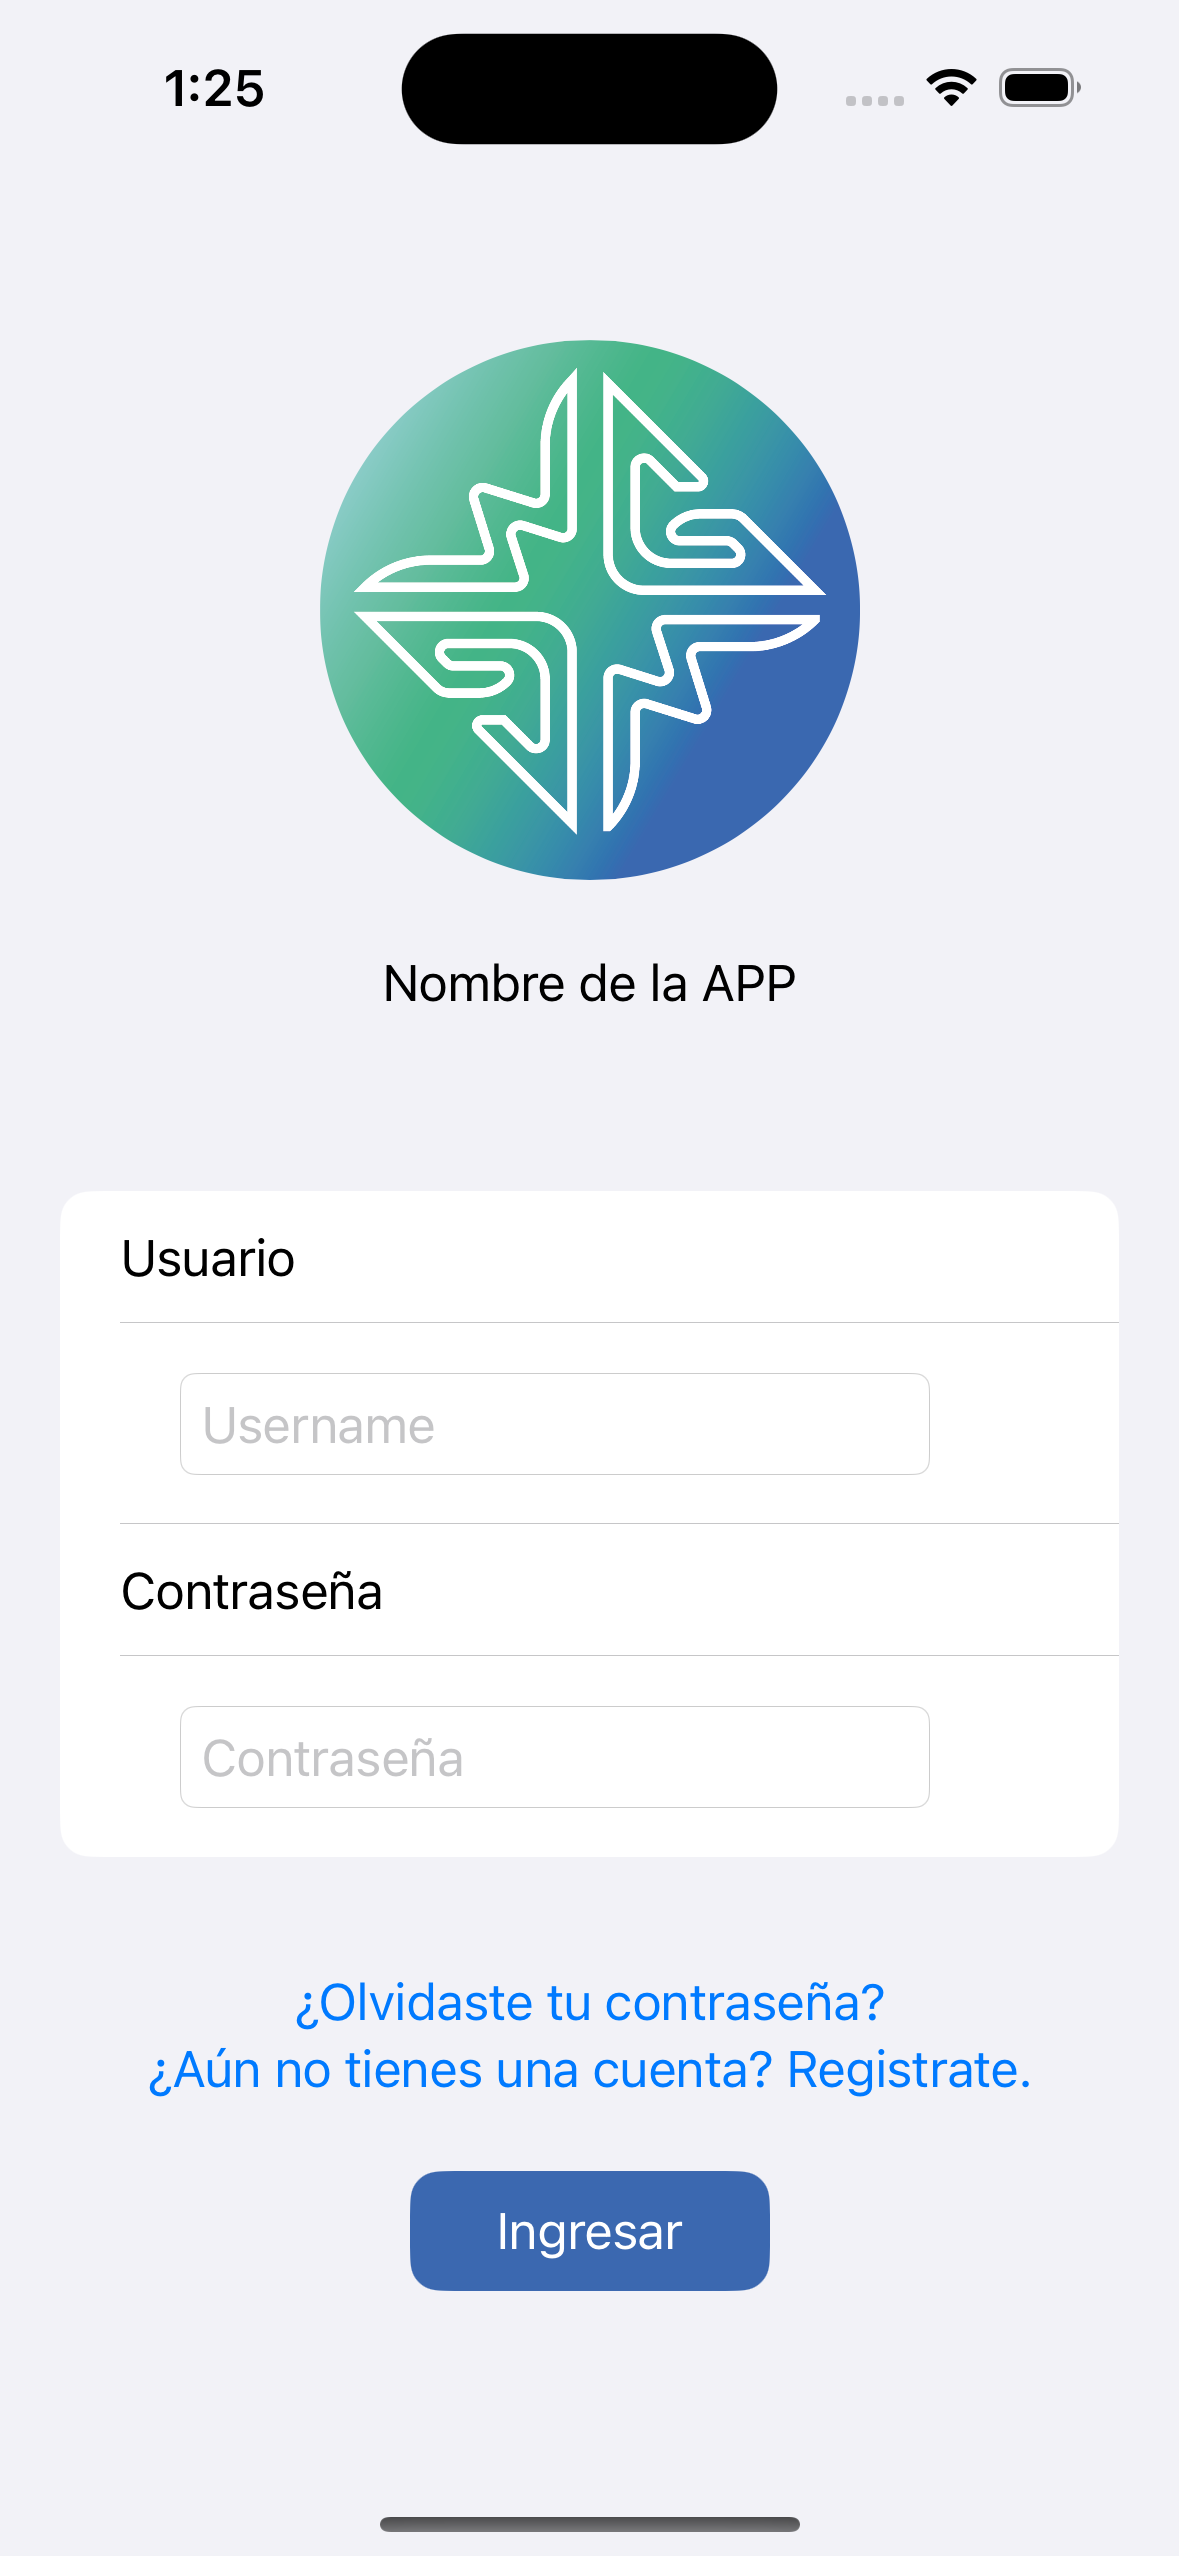 1:25
Nombre de la APP
Usuario
Username
Contraseña
Contraseña
¿Olvidaste tu contraseña?
¿Aún no tienes una cuenta? Registrate.
Ingresar